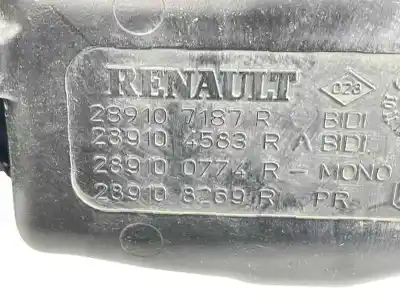 RENAULT 028
28910 7187 R BIDI
28910 4583 R A BIDI.
28910 0774 R - MONO
28910 8269 R PR